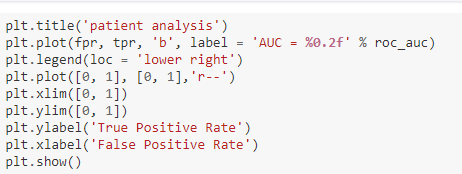 plt.title('patient analysis')
plt.plot(fpr, tpr, 'b', label = 'AUC = %0.2f' % roc_auc)
plt.legend(loc = 'lower right')
plt.plot([0, 1], [0, 1],'r--')
plt.xlim([0, 1])
plt.ylim([0, 1])
plt.ylabel('True Positive Rate')
plt.xlabel('False Positive Rate')
plt.show()